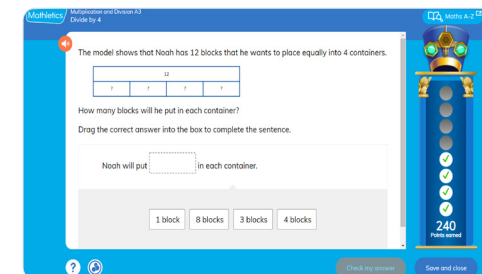 Mathletics
Multiplication and Division A3
Divide by 4
Maths A-Z
The model shows that Noah has 12 blocks that he wants to place equally into 4 containers.
12
? ? ? ?
How many blocks will he put in each container?
Drag the correct answer into the box to complete the sentence.
Noah will put in each container.
1 block 8 blocks 3 blocks 4 blocks
240
Points earned
?
Check my answer
Save and close